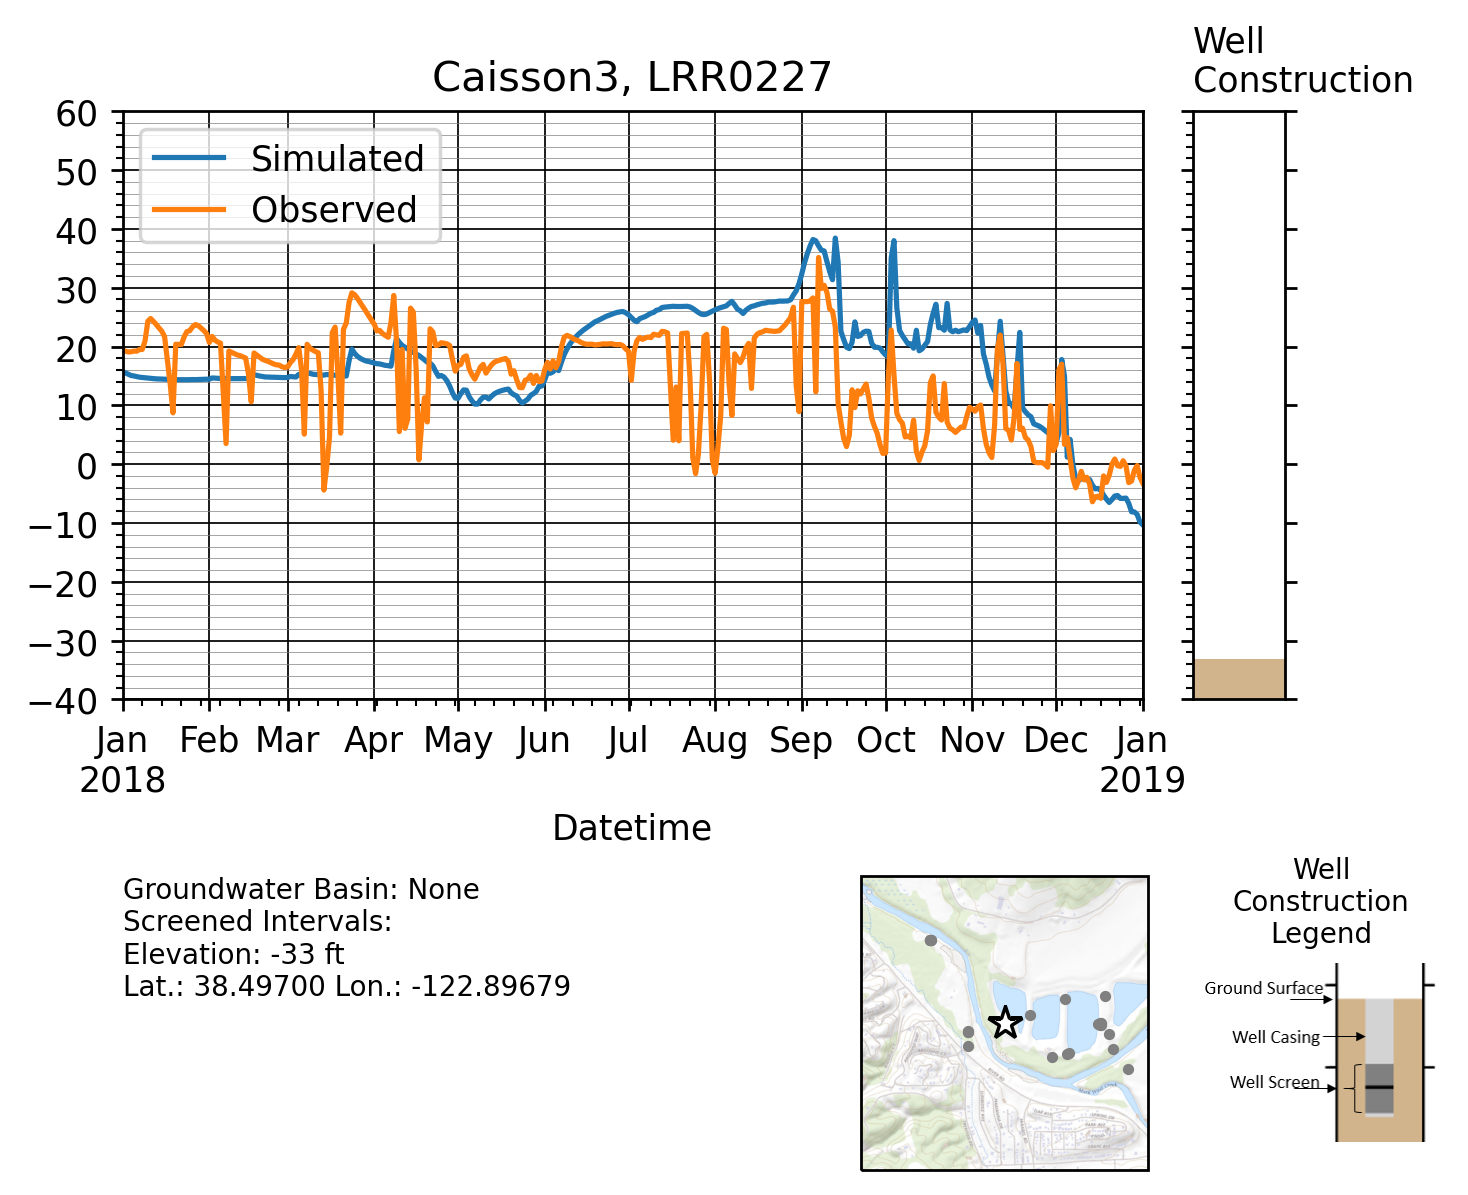 Well
Construction
Caisson3, LRR0227
60
50
40
30
20
10
0
−10
−20
−30
−40
Simulated
Observed
Jan Feb Mar Apr May Jun Jul Aug Sep Oct Nov Dec Jan
2018 2019
Datetime
Groundwater Basin: None
Screened Intervals:
Elevation: -33 ft
Lat.: 38.49700 Lon.: -122.89679
Well
Construction
Legend
Ground Surface
Well Casing
Well Screen